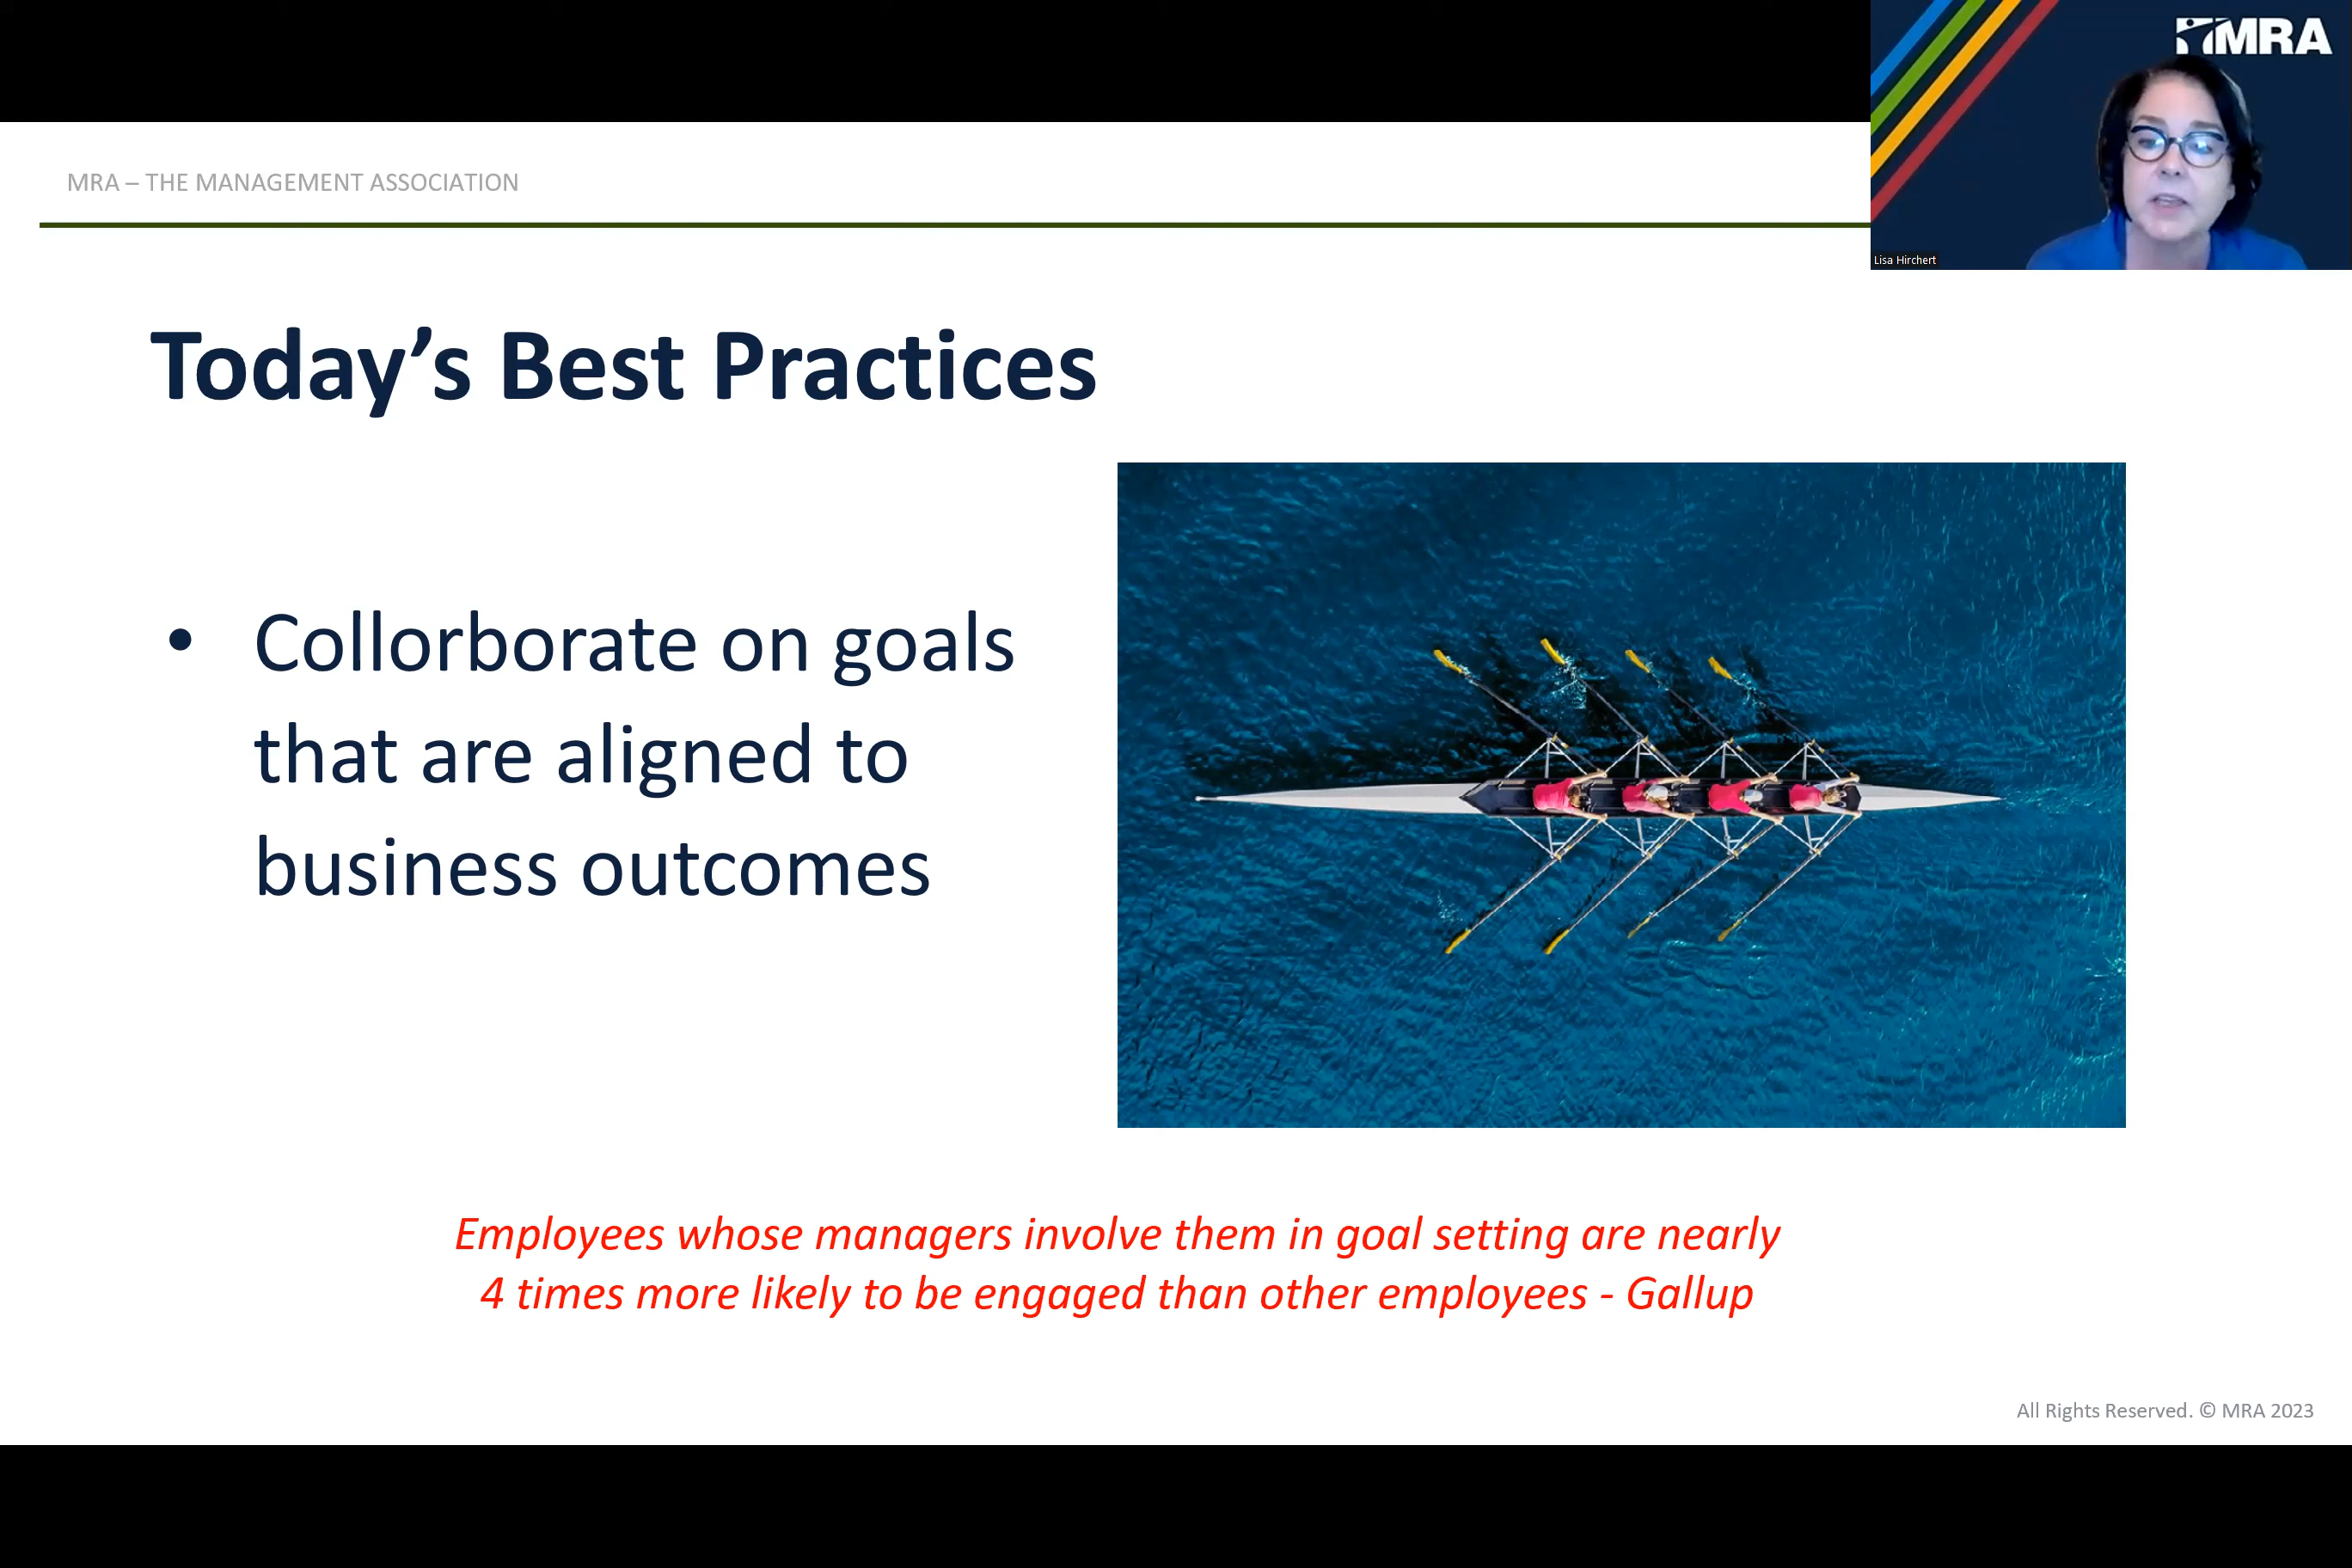 MRA
MRA – THE MANAGEMENT ASSOCIATION
Lisa Hirchert
Today’s Best Practices
• Collorborate on goals
that are aligned to
business outcomes
Employees whose managers involve them in goal setting are nearly
4 times more likely to be engaged than other employees - Gallup
All Rights Reserved. © MRA 2023